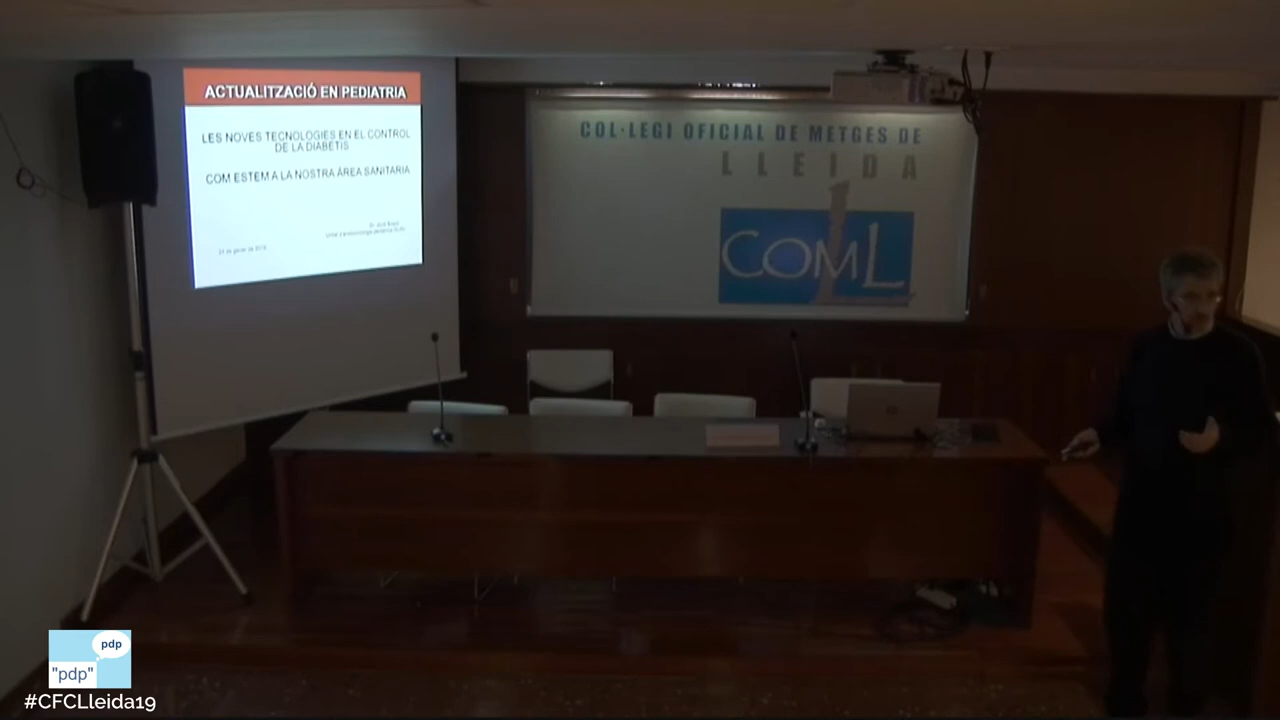 ACTUALITZACIÓ EN PEDIATRIA
LES NOVES TECNOLOGIES EN EL CONTROL
DE LA DIABETIS
COM ESTEM A LA NOSTRA ÀREA SANITARIA
COL·LEGI OFICIAL DE METGES DE
LLEIDA
COML
pdp
"pdp"
#CFCLleida19